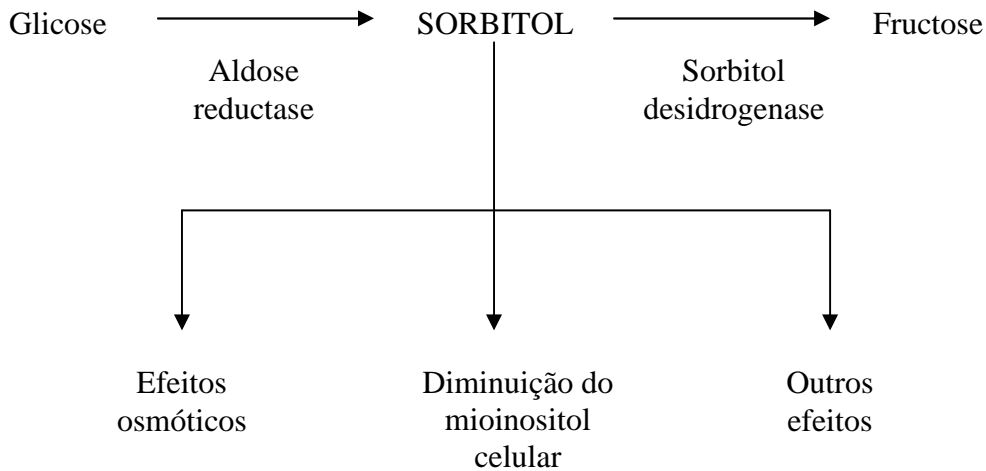 Glicose SORBITOL Fructose
Aldose
reductase
Sorbitol
desidrogenase
Efeitos
osmóticos
Diminuição do
mioinositol
celular
Outros
efeitos